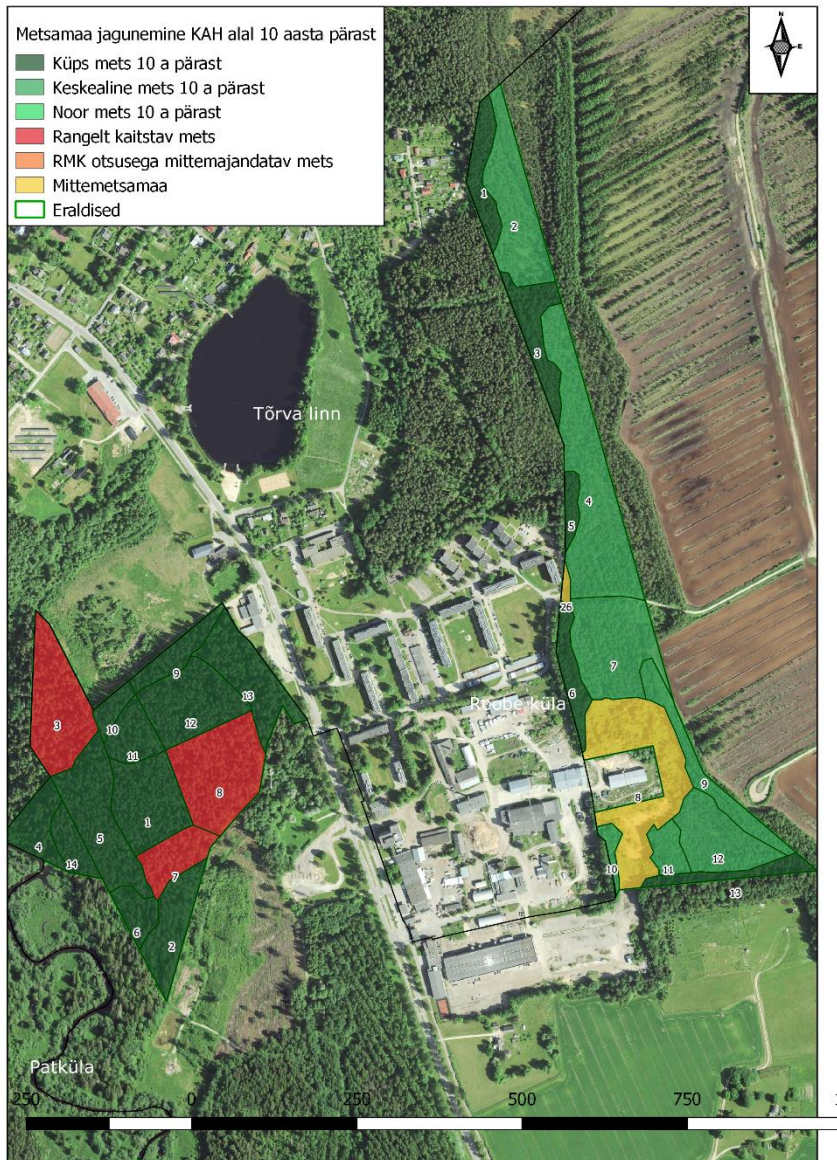 Metsamaa jagunemine KAH alal 10 aasta pärast
Küps mets 10 a pärast
Keskealine mets 10 a pärast
Noor mets 10 a pärast
Rangelt kaitstav mets
RMK otsusega mittemajandatav mets
Mittemetsamaa
Eraldised
N
E
1
2
3
Tõrva linn
4
5
26
7
6
9
3
10
12
13
11
Roobe küla
8
8
9
1
5
4
14
7
12
11
10
13
6
2
Patküla
250
0
250
500
750
1